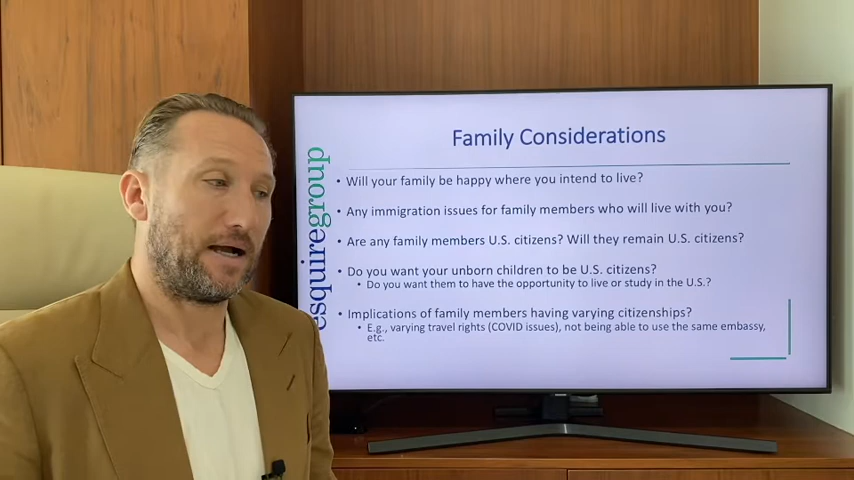 Family Considerations
esquiregroup
• Will your family be happy where you intend to live?
• Any immigration issues for family members who will live with you?
• Are any family members U.S. citizens? Will they remain U.S. citizens?
• Do you want your unborn children to be U.S. citizens?
• Do you want them to have the opportunity to live or study in the U.S.?
• Implications of family members having varying citizenships?
• E.g., varying travel rights (COVID issues), not being able to use the same embassy,
etc.